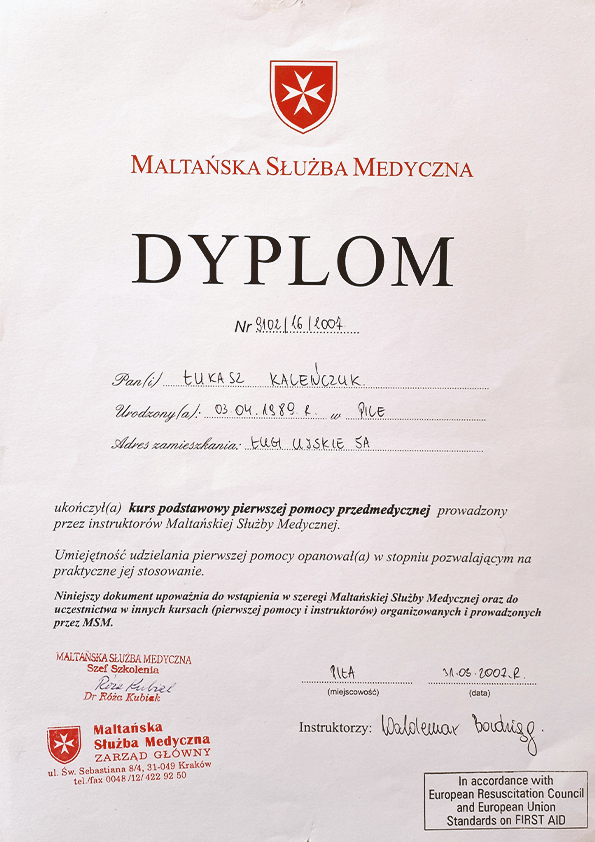 MALTAŃSKA SŁUŻBA MEDYCZNA
DYPLOM
Nr 9102/16/2007
Pan(i) ŁUKASZ KALEŃCZUK.
Urodzony(a): 03.04.1980 R. w PILE
Adres zamieszkania: ŁUGI UJSKIE 5A
ukończył(a) kurs podstawowy pierwszej pomocy przedmedycznej prowadzony
przez instruktorów Maltańskiej Służby Medycznej.
Umiejętność udzielania pierwszej pomocy opanował(a) w stopniu pozwalającym na
praktyczne jej stosowanie.
Niniejszy dokument upoważnia do wstąpienia w szeregi Maltańskiej Służby Medycznej oraz do
uczestnictwa w innych kursach (pierwszej pomocy i instruktorów) organizowanych i prowadzonych
przez MSM.
MALTAŃSKA SŁUŻBA MEDYCZNA
Szef Szkolenia
Róża Kubiak
Dr Róża Kubiak
PIŁA 31.03.2007.R.
(miejscowość) (data)
Instruktorzy: Waldemar
Maltańska
Służba Medyczna
ZARZĄD GŁÓWNY
ul. Św. Sebastiana 8/4, 31-049 Kraków
tel./fax 0048 /12/ 422 92 50
In accordance with
European Resuscitation Council
and European Union
Standards on FIRST AID